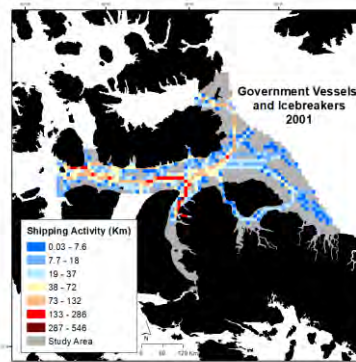 Government Vessels
and Icebreakers
2001
Shipping Activity (Km)
0.03 - 7.6
7.7 - 18
19 - 37
38 - 72
73 - 132
133 - 286
287 - 546
Study Area
N